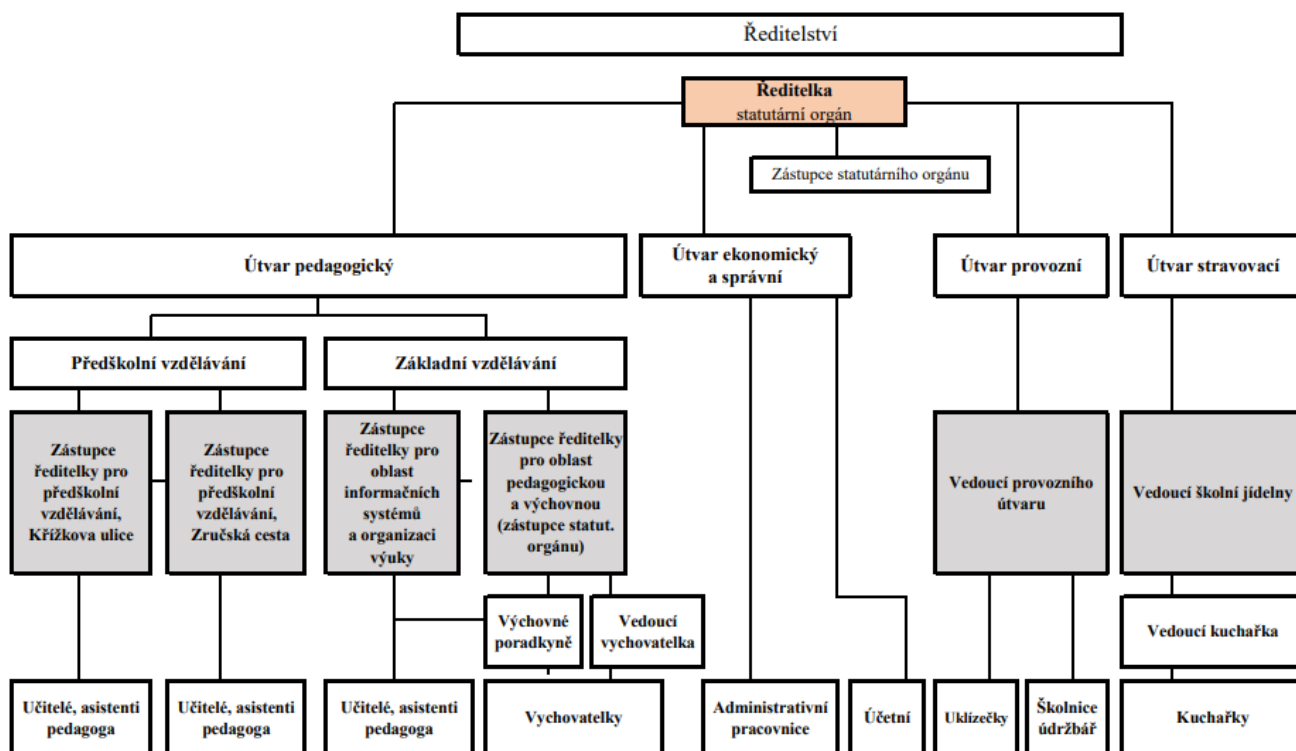 Ředitelství
Ředitelka
statutární orgán
Zástupce statutárního orgánu
Útvar pedagogický
Útvar ekonomický
a správní
Útvar provozní
Útvar stravovací
Předškolní vzdělávání
Základní vzdělávání
Zástupce
ředitelky pro
předškolní
vzdělávání,
Křížkova ulice
Zástupce
ředitelky pro
předškolní
vzdělávání,
Zručská cesta
Zástupce
ředitelky pro
oblast
informačních
systémů
a organizaci
výuky
Zástupce ředitelky
pro oblast
pedagogickou
a výchovnou
(zástupce statut.
orgánu)
Vedoucí provozního
útvaru
Vedoucí školní jídelny
Výchovné
poradkyně
Vedoucí
vychovatelka
Vedoucí kuchařka
Učitelé, asistenti
pedagoga
Učitelé, asistenti
pedagoga
Učitelé, asistenti
pedagoga
Vychovatelky
Administrativní
pracovnice
Účetní
Uklízečky
Školnice
údržbář
Kuchařky